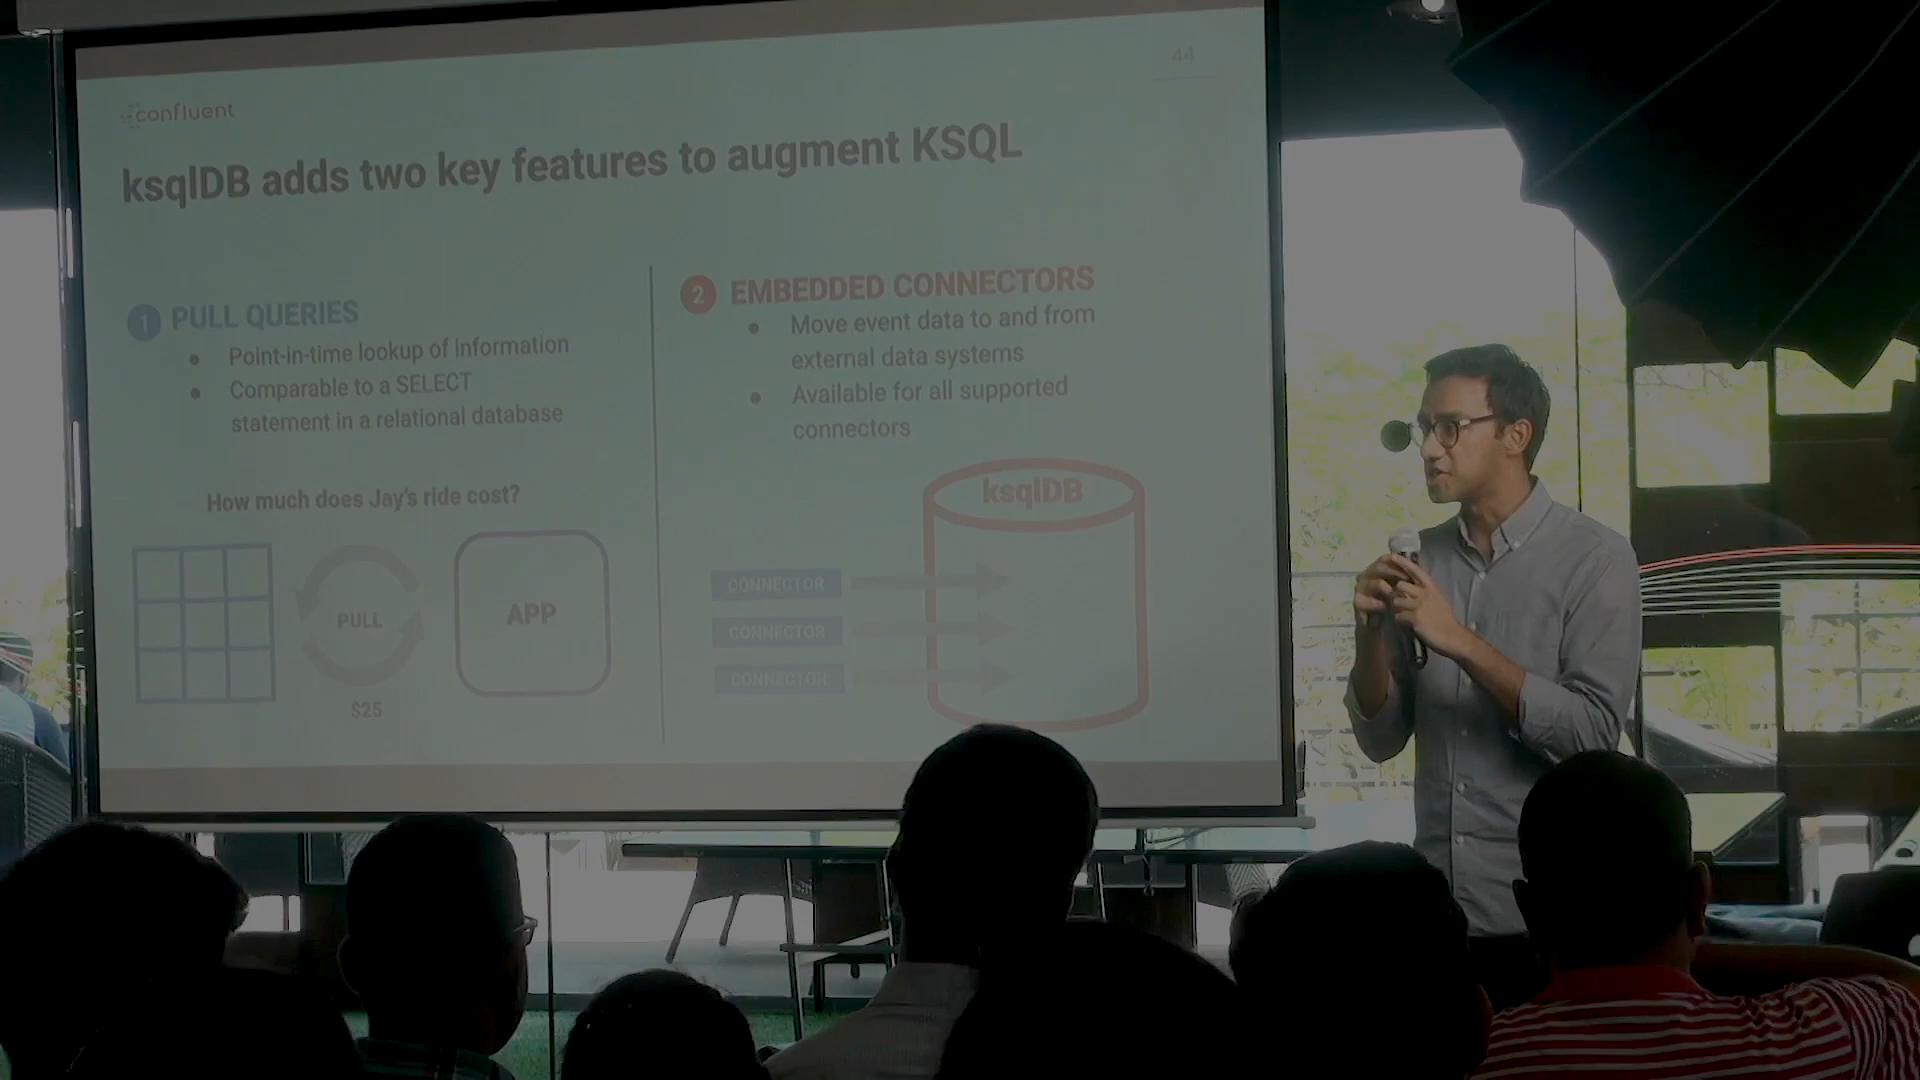 confluent
44
ksqlDB adds two key features to augment KSQL
1 PULL QUERIES
● Point-in-time lookup of information
● Comparable to a SELECT
statement in a relational database
How much does Jay's ride cost?
PULL
APP
$25
2 EMBEDDED CONNECTORS
● Move event data to and from
external data systems
● Available for all supported
connectors
ksqlDB
CONNECTOR
CONNECTOR
CONNECTOR